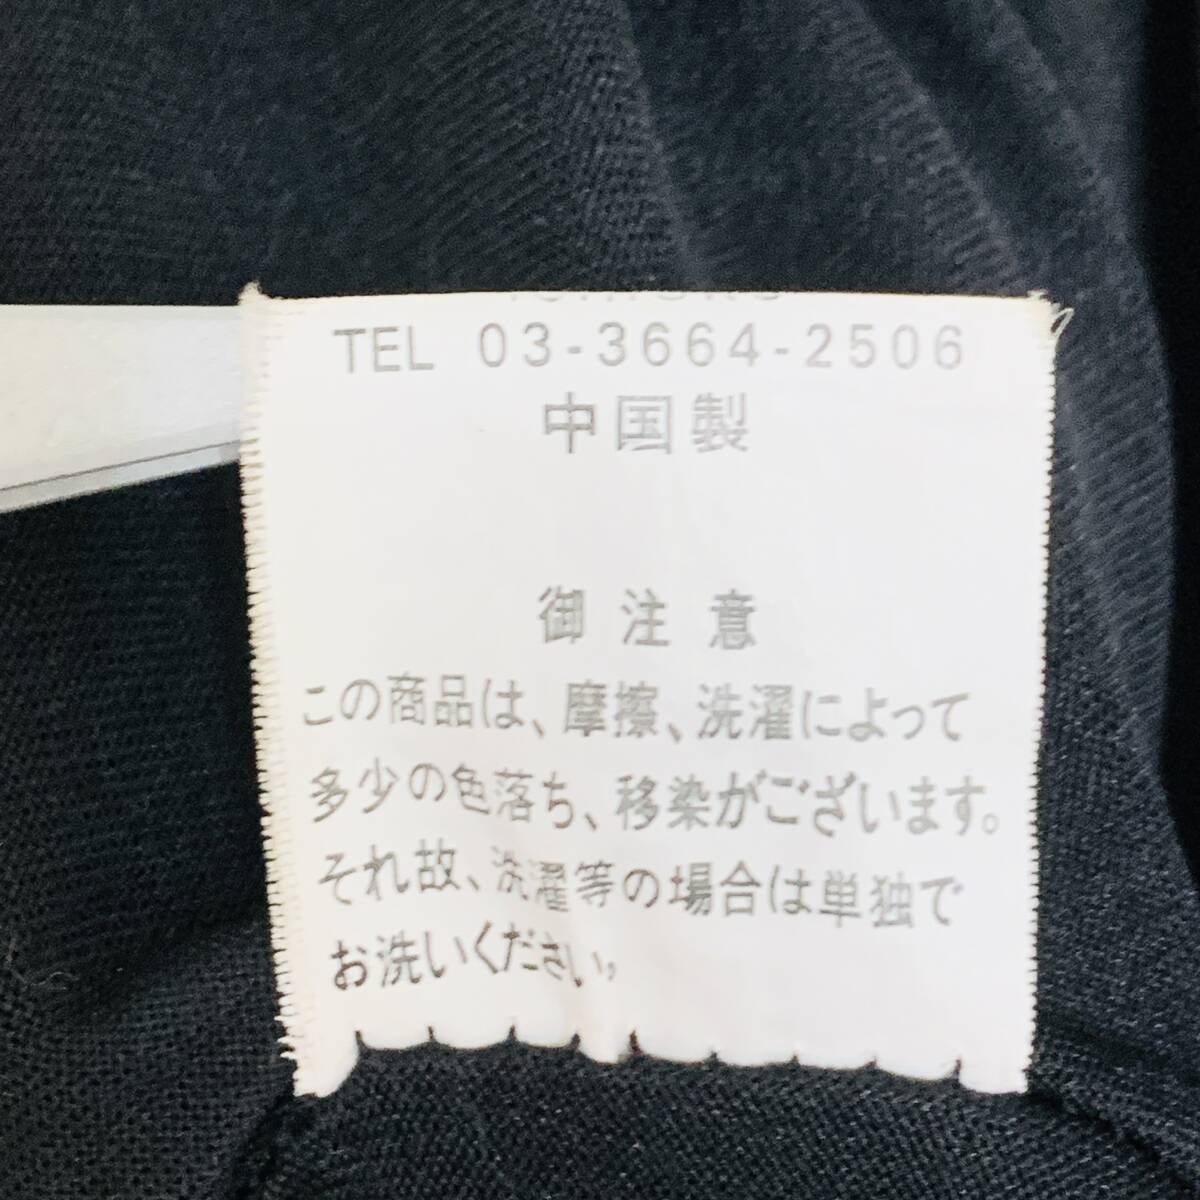 TEL 03-3664-2506
中国製
御注意
この商品は、摩擦、洗濯によって
多少の色落ち、移染がございます。
それ故、洗濯等の場合は単独で
お洗いください。